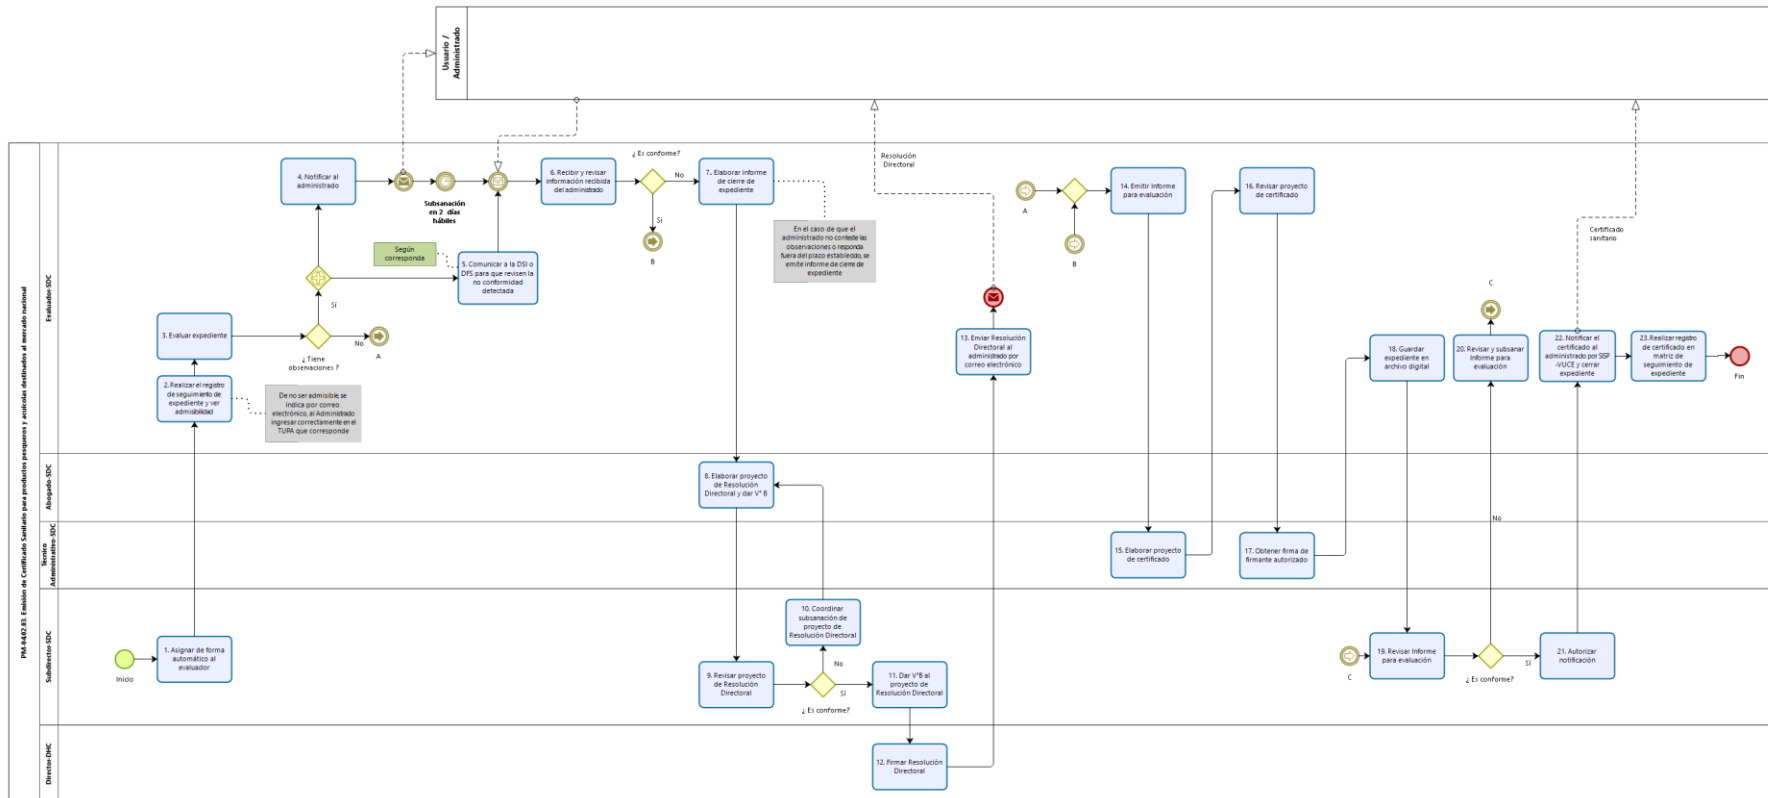 Usuario /
Administrado
PM-0402.03. Emisión de Certificado Sanitario para productos pesqueros y acuícolas destinados al mercado nacional
Evaluador-SDC
Abogado-SDC
Técnico
Administrativo-SDC
Subdirector-SDC
Director-DHC
Inicio
1. Asignar de forma
automático al
evaluador
2. Realizar el registro
de seguimiento de
expediente y ver
admisibilidad
De no ser admisible, se
indica por correo
electrónico, al Administrado
ingresar correctamente en el
TUPA que corresponde
3. Evaluar expediente
¿ Tiene
observaciones ?
No
A
Sí
4. Notificar al
administrado
Subsanación
en 2 días
hábiles
Según
corresponda
5. Comunicar a la DSI o
DFS para que revisen la
no conformidad
detectada
6. Recibir y revisar
información recibida
del administrado
¿ Es conforme?
No
Si
B
7. Elaborar informe
de cierre de
expediente
En el caso de que el
administrado no conteste las
observaciones o responda
fuera del plazo establecido, se
emite informe de cierre de
expediente
8. Elaborar proyecto
de Resolución
Directoral y dar V° B
9. Revisar proyecto
de Resolución
Directoral
¿ Es conforme?
No
Sí
10. Coordinar
subsanación de
proyecto de
Resolución Directoral
11. Dar V°B al
proyecto de
Resolución Directoral
12. Firmar Resolución
Directoral
13. Enviar Resolución
Directoral al
administrado por
correo electrónico
Resolución
Directoral
A
B
14. Emitir Informe
para evaluación
15. Elaborar proyecto
de certificado
16. Revisar proyecto
de certificado
17. Obtener firma de
firmante autorizado
18. Guardar
expediente en
archivo digital
C
19. Revisar Informe
para evaluación
¿ Es conforme?
No
Sí
20. Revisar y subsanar
Informe para
evaluación
C
21. Autorizar
notificación
22. Notificar el
certificado al
administrado por SISP
-VUCE y cerrar
expediente
Certificado
sanitario
23. Realizar registro
de certificado en
matriz de
seguimiento de
expediente
Fin